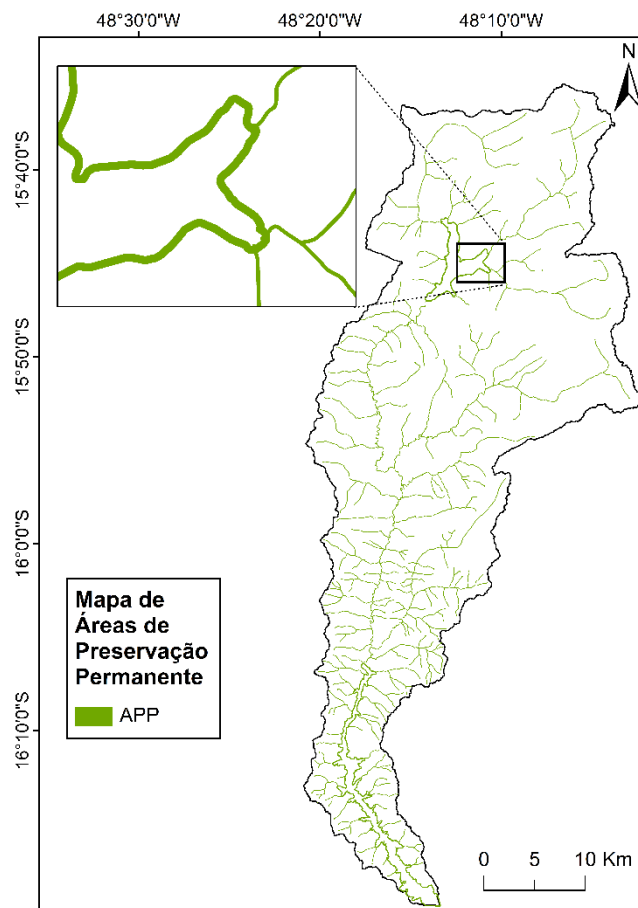 48°30'0"W 48°20'0"W 48°10'0"W
N
15°40'0"S
15°50'0"S
16°0'0"S
16°10'0"S
Mapa de
Áreas de
Preservação
Permanente
APP
0 5 10 Km